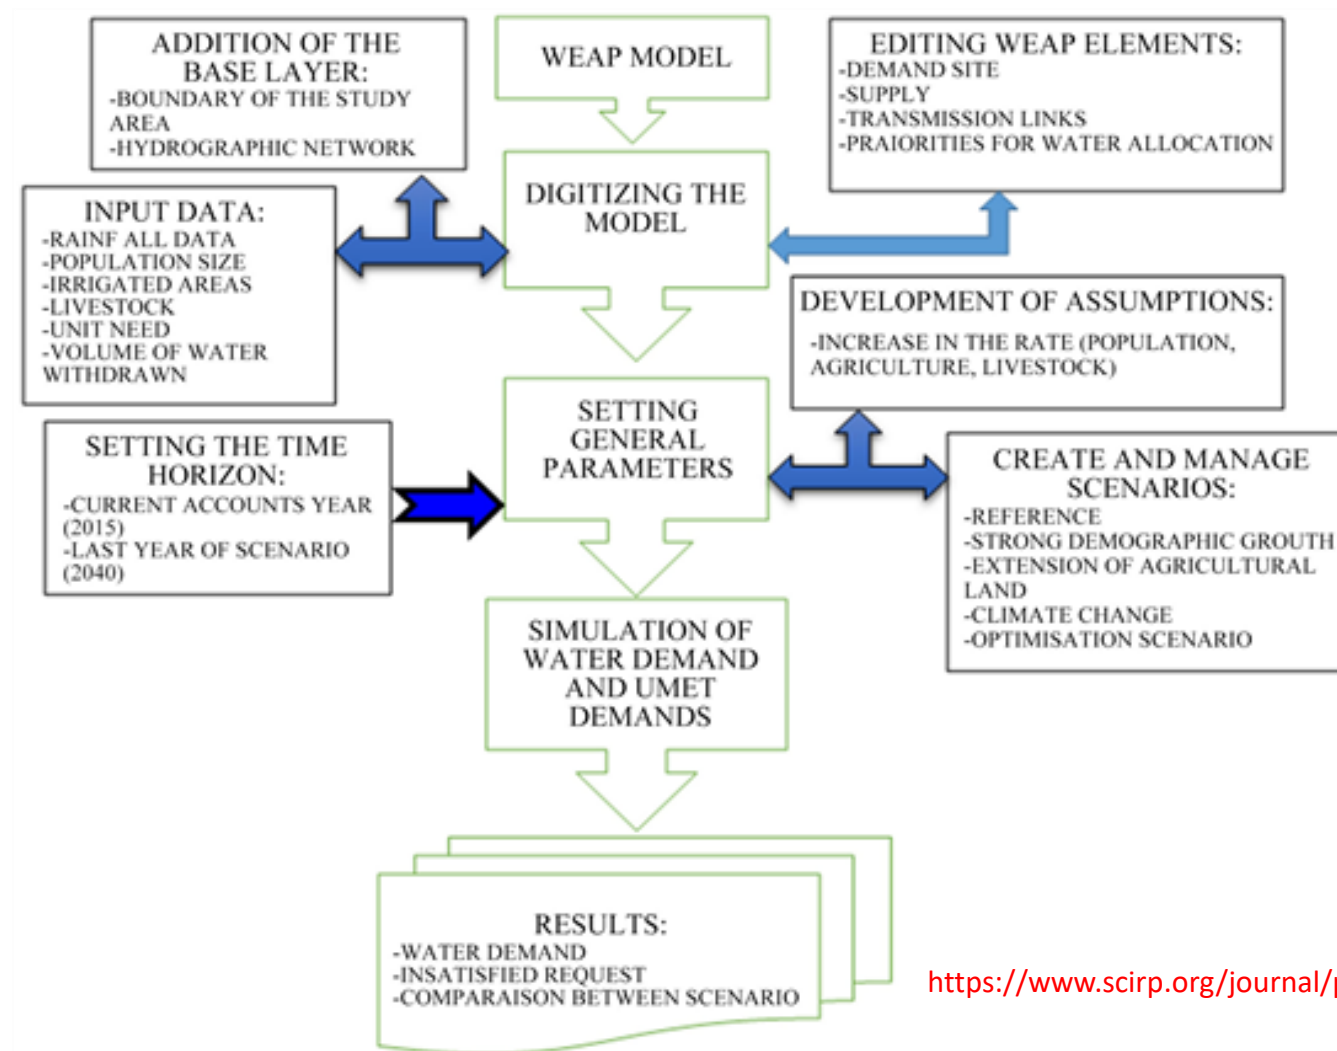 ADDITION OF THE
BASE LAYER:
-BOUNDARY OF THE STUDY
AREA
-HYDROGRAPHIC NETWORK
WEAP MODEL
EDITING WEAP ELEMENTS:
-DEMAND SITE
-SUPPLY
-TRANSMISSION LINKS
-PRAIORITIES FOR WATER ALLOCATION
DIGITIZING THE
MODEL
INPUT DATA:
-RAINF ALL DATA
-POPULATION SIZE
-IRRIGATED AREAS
-LIVESTOCK
-UNIT NEED
-VOLUME OF WATER
WITHDRAWN
DEVELOPMENT OF ASSUMPTIONS:
-INCREASE IN THE RATE (POPULATION,
AGRICULTURE, LIVESTOCK)
SETTING
GENERAL
PARAMETERS
SETTING THE TIME
HORIZON:
-CURRENT ACCOUNTS YEAR
(2015)
-LAST YEAR OF SCENARIO
(2040)
CREATE AND MANAGE
SCENARIOS:
-REFERENCE
-STRONG DEMOGRAPHIC GROUTH
-EXTENSION OF AGRICULTURAL
LAND
-CLIMATE CHANGE
-OPTIMISATION SCENARIO
SIMULATION OF
WATER DEMAND
AND UMET
DEMANDS
RESULTS:
-WATER DEMAND
-INSATISFIED REQUEST
-COMPARAISON BETWEEN SCENARIO
https://www.scirp.org/journal/p